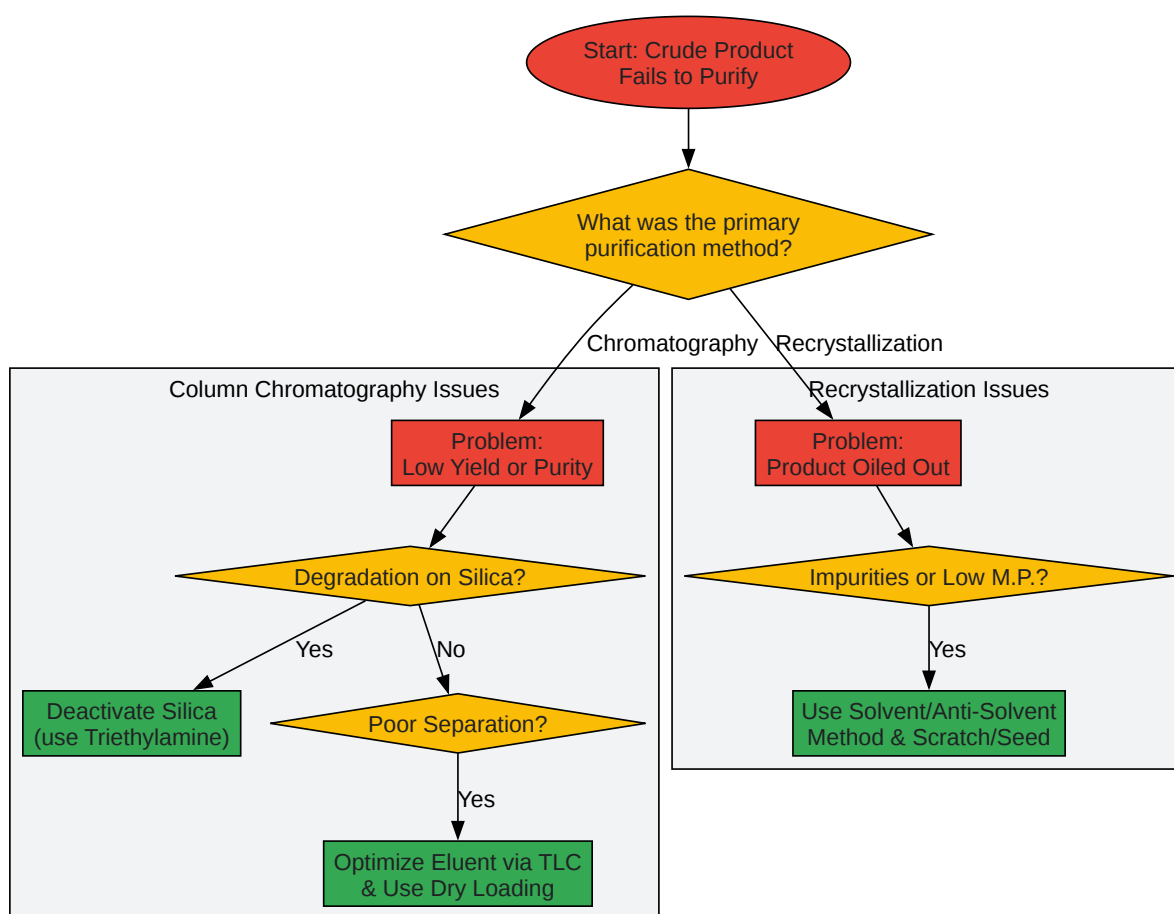 Start: Crude Product
Fails to Purify
What was the primary
purification method?
Chromatography
Recrystallization
Column Chromatography Issues
Problem:
Low Yield or Purity
Degradation on Silica?
Yes
No
Deactivate Silica
(use Triethylamine)
Poor Separation?
Yes
Optimize Eluent via TLC
& Use Dry Loading
Recrystallization Issues
Problem:
Product Oiled Out
Impurities or Low M.P.?
Yes
Use Solvent/Anti-Solvent
Method & Scratch/Seed